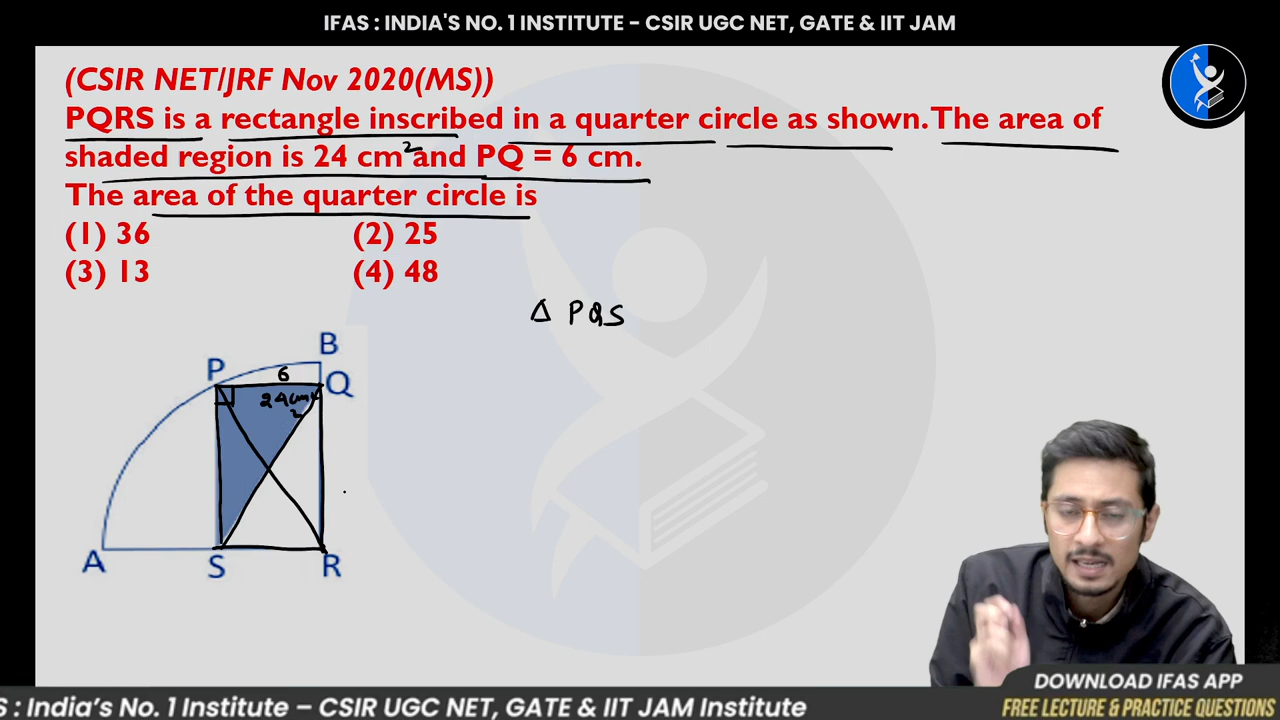 IFAS : INDIA'S NO. 1 INSTITUTE – CSIR UGC NET, GATE & IIT JAM
(CSIR NET/JRF Nov 2020(MS))
PQRS is a rectangle inscribed in a quarter circle as shown. The area of
shaded region is 24 cm² and PQ = 6 cm.
The area of the quarter circle is
(1) 36 (2) 25
(3) 13 (4) 48
Δ PQS
B
P 6 Q
24cm
2
A S R
DOWNLOAD IFAS APP
S : India's No. 1 Institute – CSIR UGC NET, GATE & IIT JAM Institute
FREE LECTURE & PRACTICE QUESTIONS